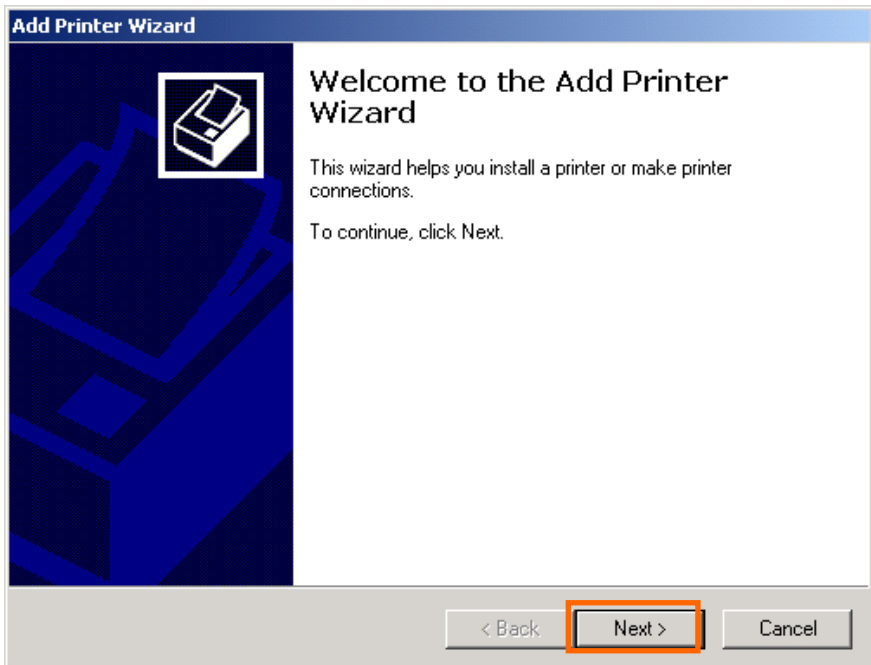 Add Printer Wizard
Welcome to the Add Printer
Wizard
This wizard helps you install a printer or make printer
connections.
To continue, click Next.
< Back
Next >
Cancel